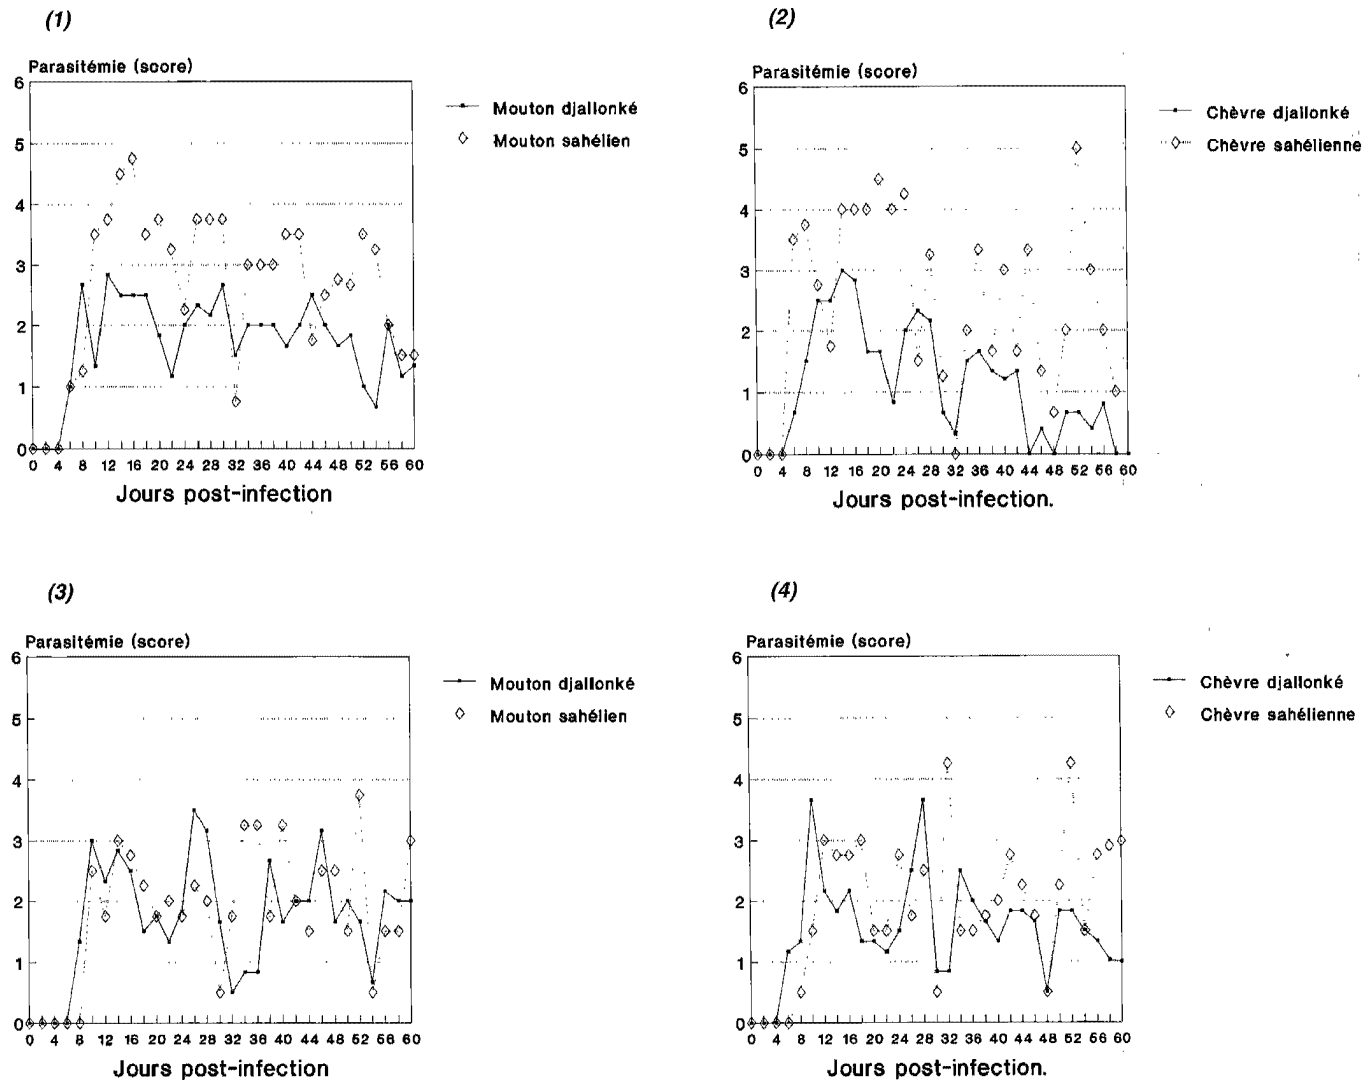 (1)
Parasitémie (score)
6
5
4
3
2
1
0
0 4 8 12 16 20 24 28 32 36 40 44 48 52 56 60
Jours post-infection
Mouton djallonké
Mouton sahélien
(2)
Parasitémie (score)
6
5
4
3
2
1
0
0 4 8 12 16 20 24 28 32 36 40 44 48 52 56 60
Jours post-infection.
Chèvre djallonké
Chèvre sahélienne
(3)
Parasitémie (score)
6
5
4
3
2
1
0
0 4 8 12 16 20 24 28 32 36 40 44 48 52 56 60
Jours post-infection
Mouton djallonké
Mouton sahélien
(4)
Parasitémie (score)
6
5
4
3
2
1
0
0 4 8 12 16 20 24 28 32 36 40 44 48 52 56 60
Jours post-infection.
Chèvre djallonké
Chèvre sahélienne